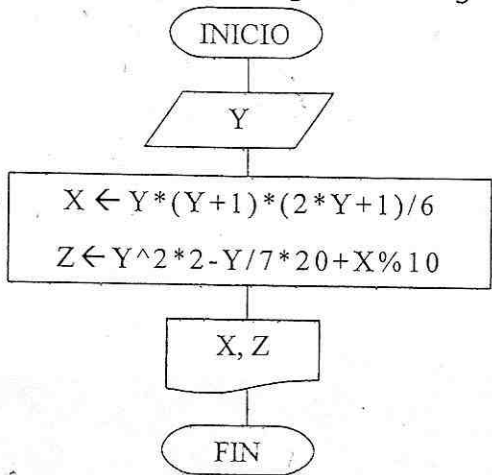 INICIO
Y
X ← Y*(Y+1)*(2*Y+1)/6
Z ← Y^2*2-Y/7*20+X%10
X, Z
FIN